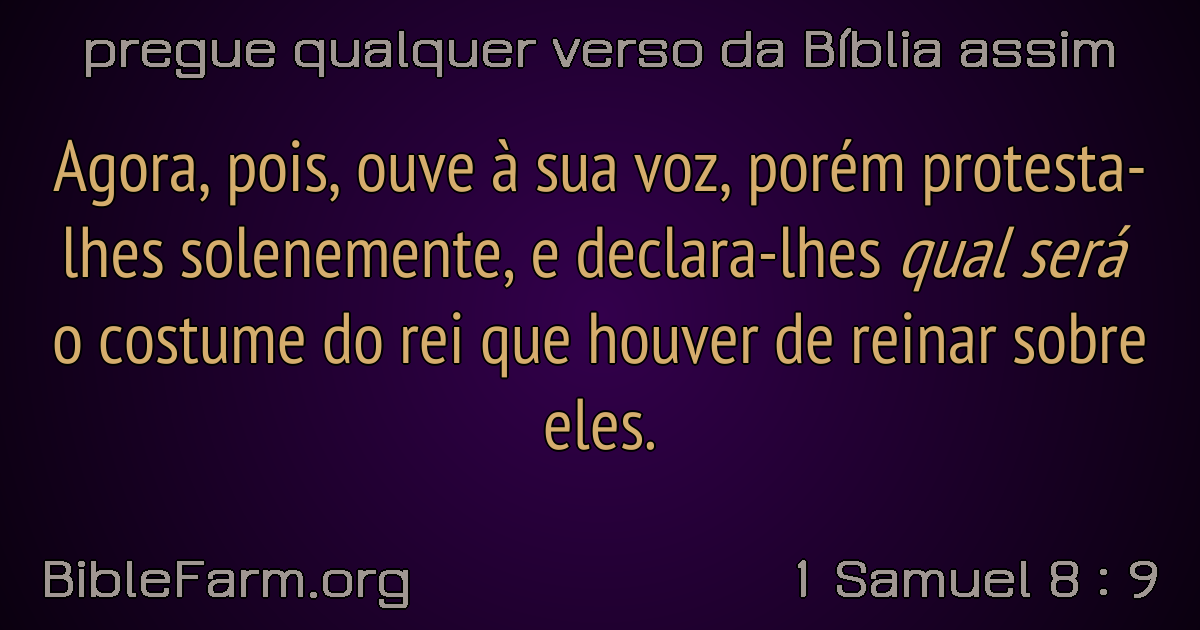 pregue qualquer verso da Bíblia assim
Agora, pois, ouve à sua voz, porém protesta-
lhes solenemente, e declara-lhes qual será
o costume do rei que houver de reinar sobre
eles.
BibleFarm.org
1 Samuel 8 : 9